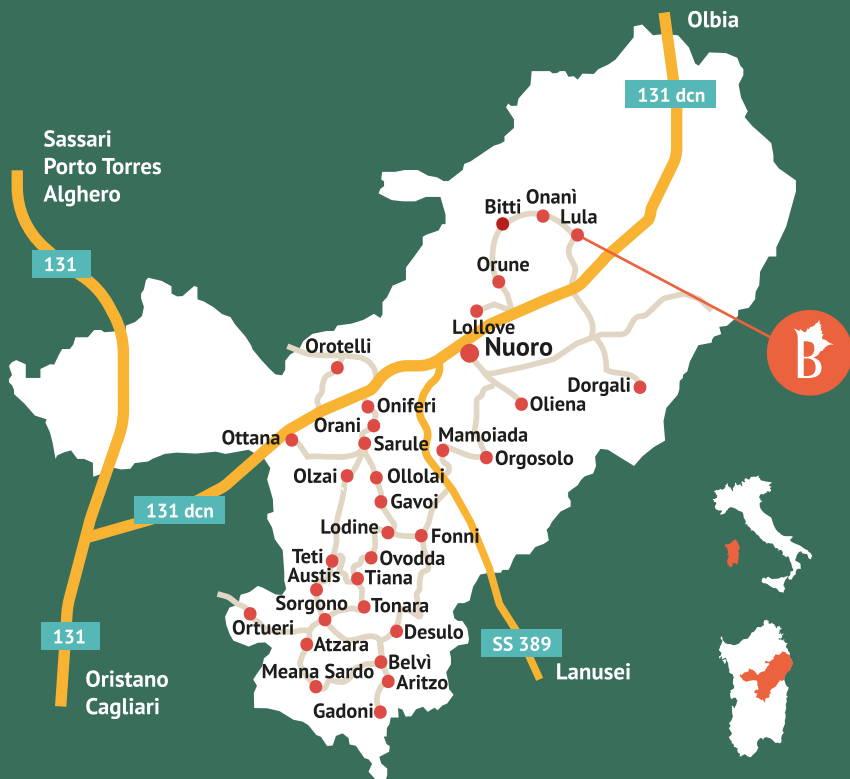 Olbia
131 dcn
Sassari
Porto Torres
Alghero
131
Onanì
Bitti
Lula
Orune
Lollove
Nuoro
B
Orotelli
Dorgali
Oniferi
Oliena
Orani
Ottana
Sarule
Mamoiada
Orgosolo
Olzai
Ollolai
Gavoi
131 dcn
Lodine
Fonni
Teti
Ovodda
Austis
Tiana
Sorgono
Tonara
Ortueri
Desulo
131
Atzara
SS 389
Belvì
Meana Sardo
Lanusei
Aritzo
Oristano
Cagliari
Gadoni